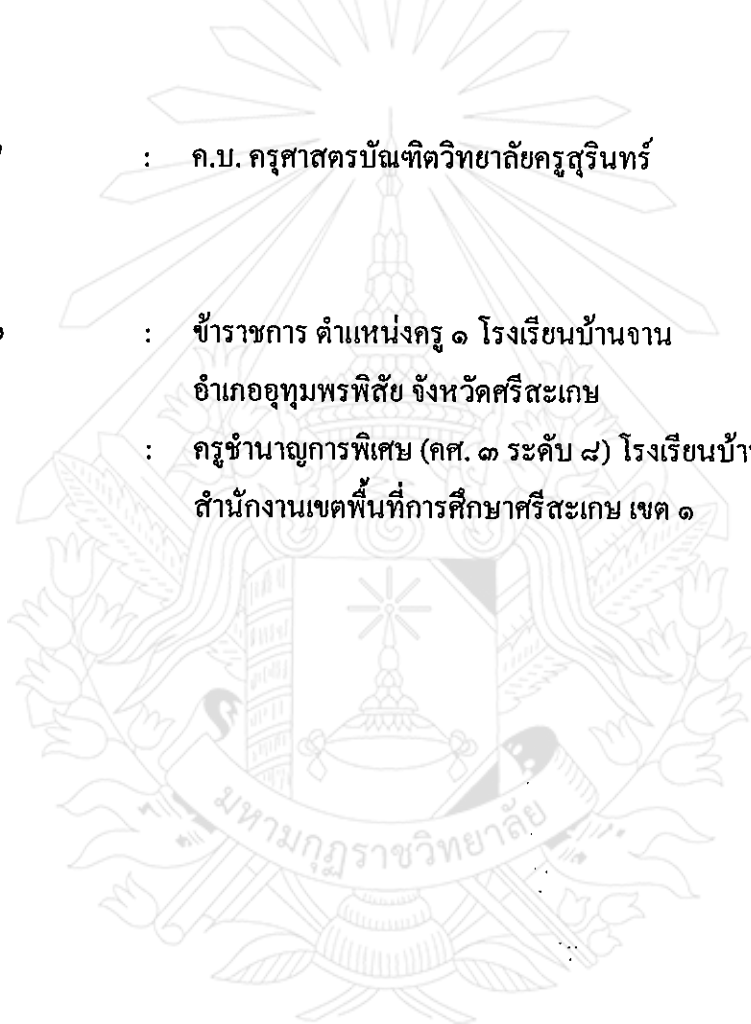 : ค.บ. ครุศาสตรบัณฑิตวิทยาลัยครูสุรินทร์
: ข้าราชการ ตำแหน่งครู ๑ โรงเรียนบ้านจาน
อำเภออุทุมพรพิสัย จังหวัดศรีสะเกษ
: ครูชำนาญการพิเศษ (คศ. ๓ ระดับ ๘) โรงเรียนบ้า
สำนักงานเขตพื้นที่การศึกษาศรีสะเกษ เขต ๑
มหามกุฏราชวิทยาลัย